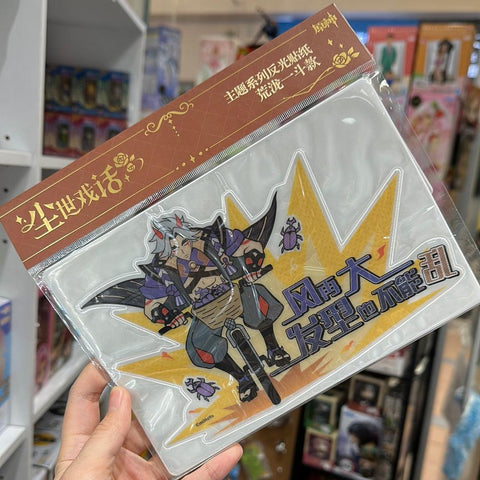 原神
主题系列反光贴纸
荒泷一斗款
尘世戏话
风再大
发型也不能乱